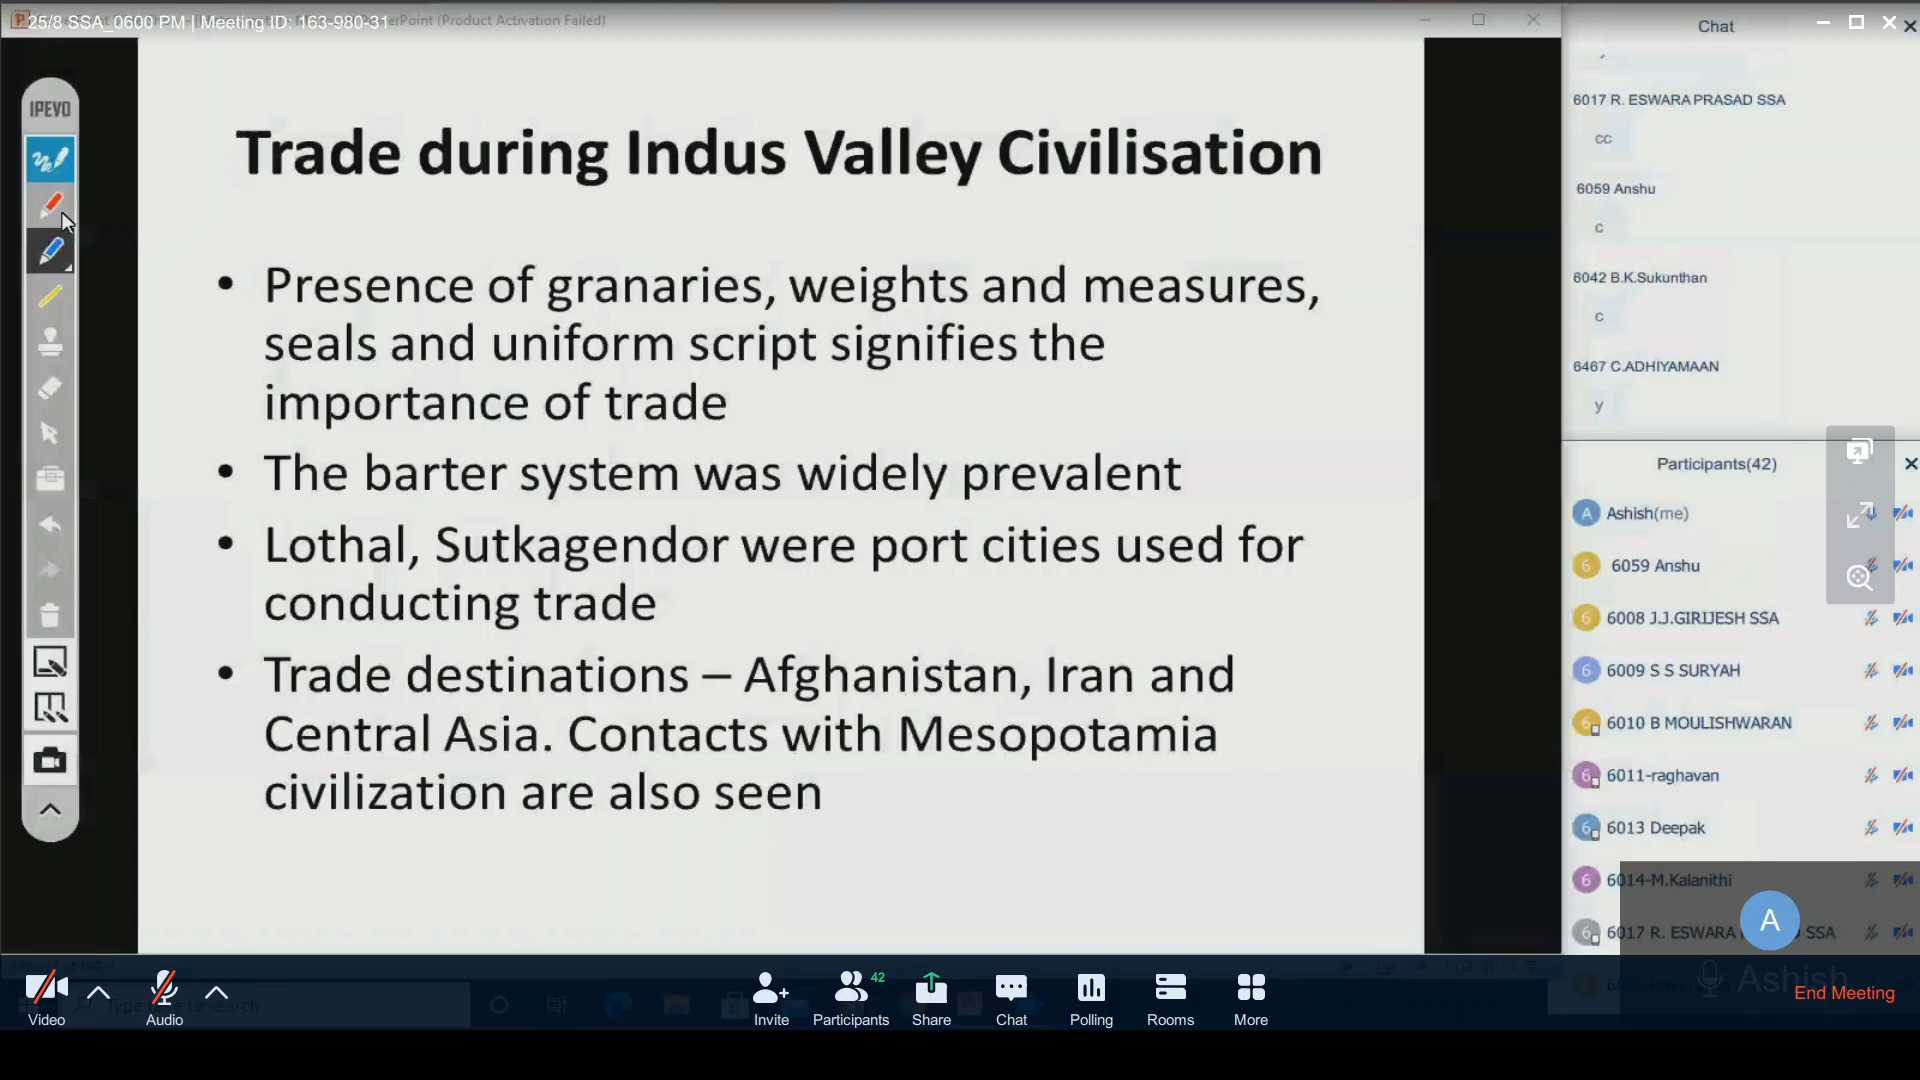 25/8 SSA_0600 PM | Meeting ID: 163-980-31
PowerPoint (Product Activation Failed)
IPEVO
Trade during Indus Valley Civilisation
• Presence of granaries, weights and measures,
seals and uniform script signifies the
importance of trade
• The barter system was widely prevalent
• Lothal, Sutkagendor were port cities used for
conducting trade
• Trade destinations – Afghanistan, Iran and
Central Asia. Contacts with Mesopotamia
civilization are also seen
Chat
6017 R. ESWARA PRASAD SSA
cc
6059 Anshu
c
6042 B.K.Sukunthan
c
6467 C.ADHIYAMAAN
y
Participants(42)
A Ashish(me)
6 6059 Anshu
6 6008 J.J.GIRIJESH SSA
6 6009 S S SURYAH
6 6010 B MOULISHWARAN
6 6011-raghavan
6 6013 Deepak
6 6014-M.Kalanithi
6 6017 R. ESWARA SSA
A
Ashish
Type here to search
Video
Audio
Invite
42
Participants
Share
Chat
Polling
Rooms
More
End Meeting